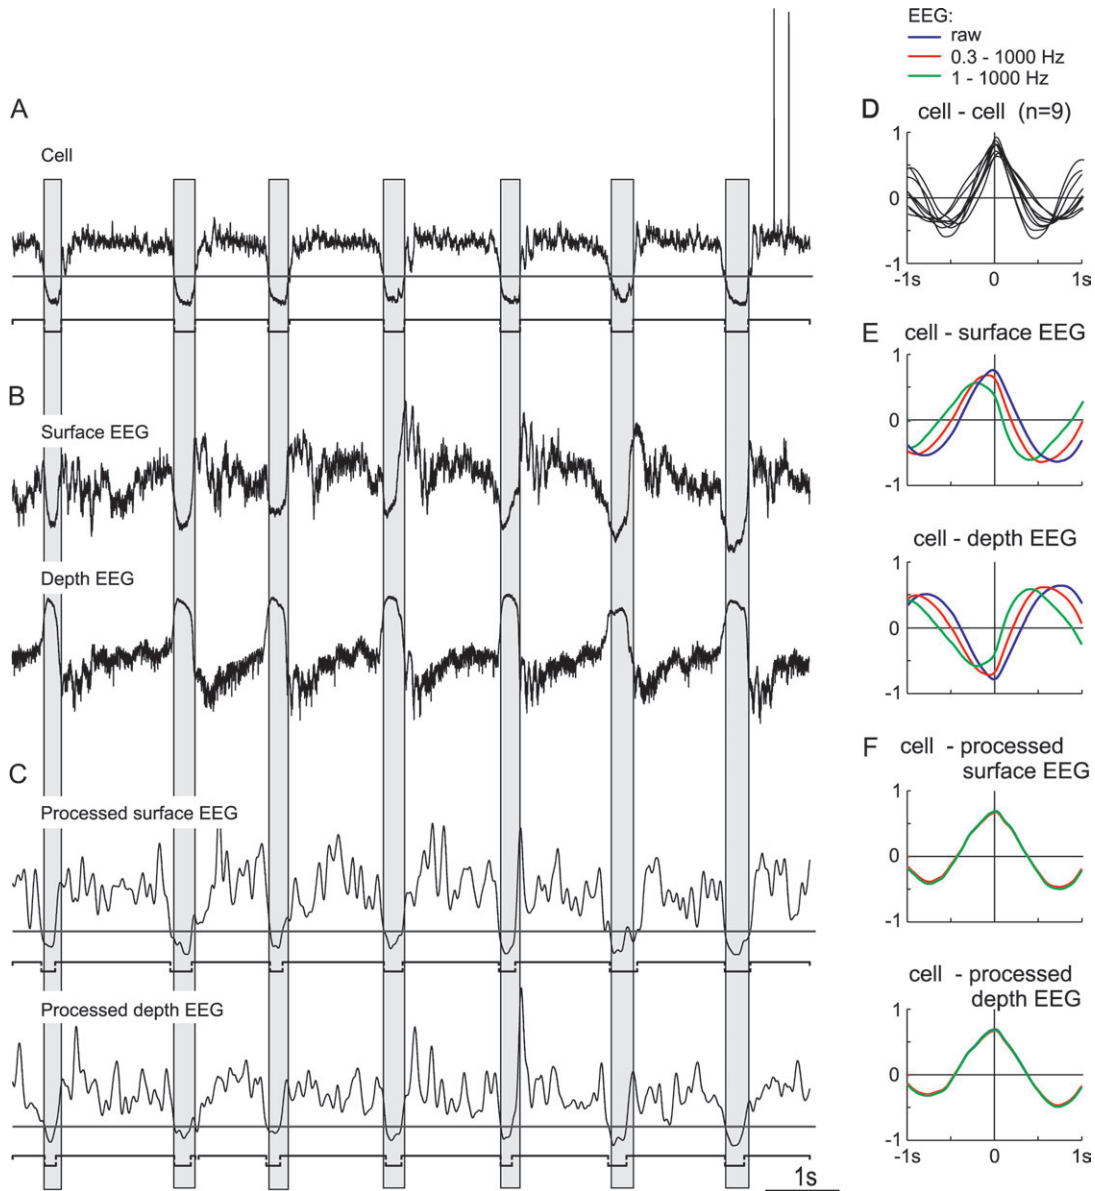 A
Cell
B
Surface EEG
Depth EEG
C
Processed surface EEG
Processed depth EEG
1s
EEG:
raw
0.3 - 1000 Hz
1 - 1000 Hz
D cell - cell (n=9)
1
0
-1
-1s 0 1s
E cell - surface EEG
1
0
-1
cell - depth EEG
1
0
-1
F cell - processed
surface EEG
1
0
-1
cell - processed
depth EEG
1
0
-1
-1s 0 1s